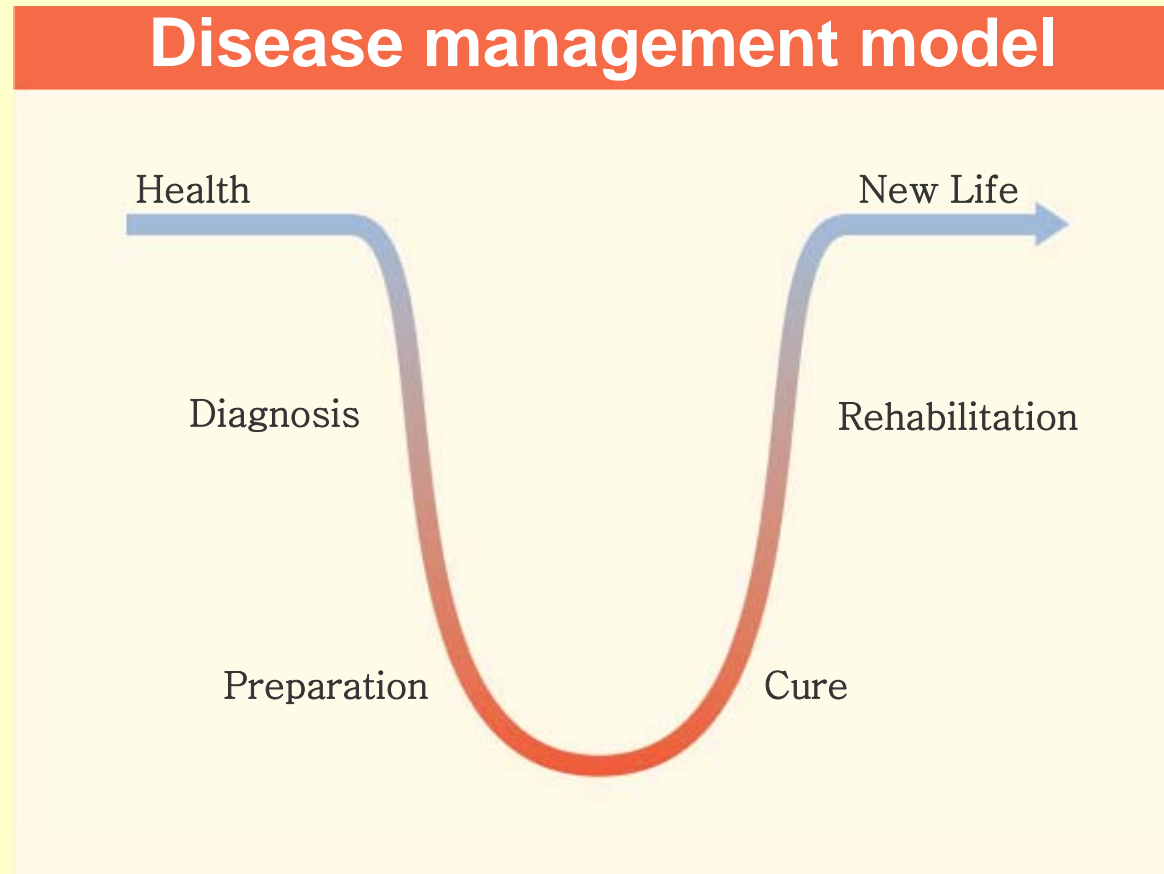 Disease management model
Health
New Life
Diagnosis
Rehabilitation
Preparation
Cure